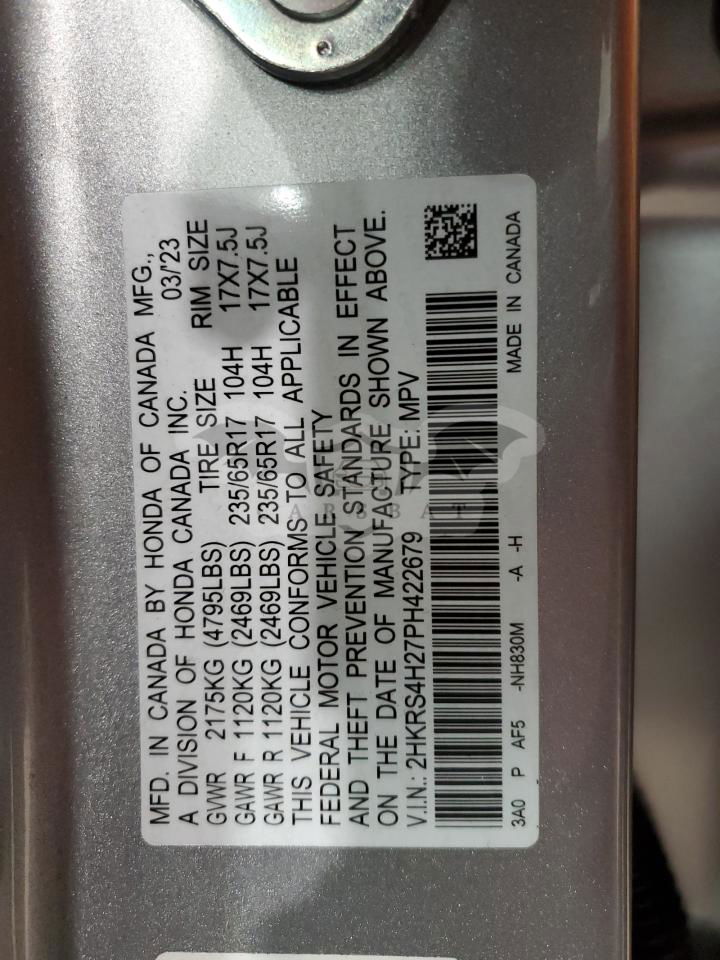 MFD. IN CANADA BY HONDA OF CANADA MFG.,
A DIVISION OF HONDA CANADA INC. 03/'23
GVWR 2175KG (4795LBS) TIRE SIZE RIM SIZE
GAWR F 1120KG (2469LBS) 235/65R17 104H 17X7.5J
GAWR R 1120KG (2469LBS) 235/65R17 104H 17X7.5J
THIS VEHICLE CONFORMS TO ALL APPLICABLE
FEDERAL MOTOR VEHICLE SAFETY
AND THEFT PREVENTION STANDARDS IN EFFECT
ON THE DATE OF MANUFACTURE SHOWN ABOVE.
V.I.N.: 2HKRS4H27PH422679 TYPE: MPV
3A0 P AF5 -NH830M -A -H MADE IN CANADA